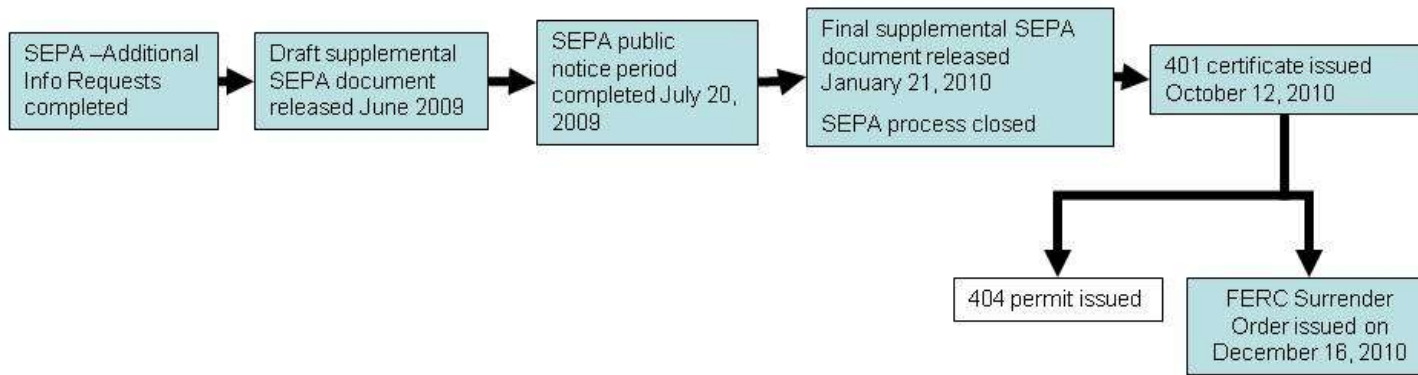 SEPA –Additional
Info Requests
completed
Draft supplemental
SEPA document
released June 2009
SEPA public
notice period
completed July 20,
2009
Final supplemental SEPA
document released
January 21, 2010
SEPA process closed
401 certificate issued
October 12, 2010
404 permit issued
FERC Surrender
Order issued on
December 16, 2010